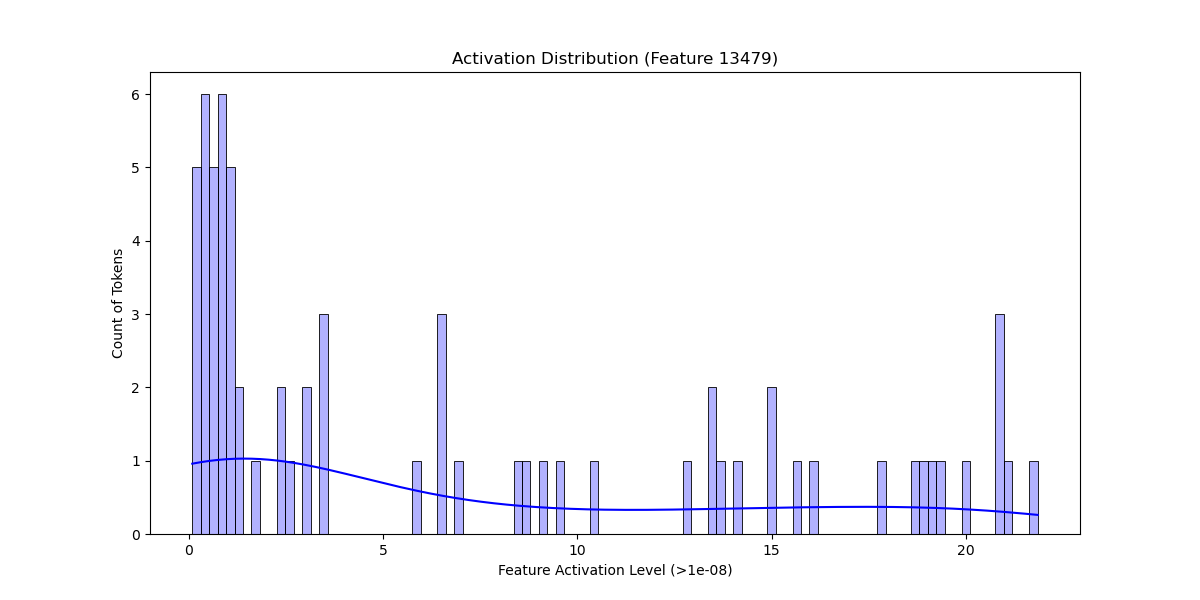 Activation Distribution (Feature 13479)
6
5
4
3
2
1
0
Count of Tokens
0 5 10 15 20
Feature Activation Level (>1e-08)